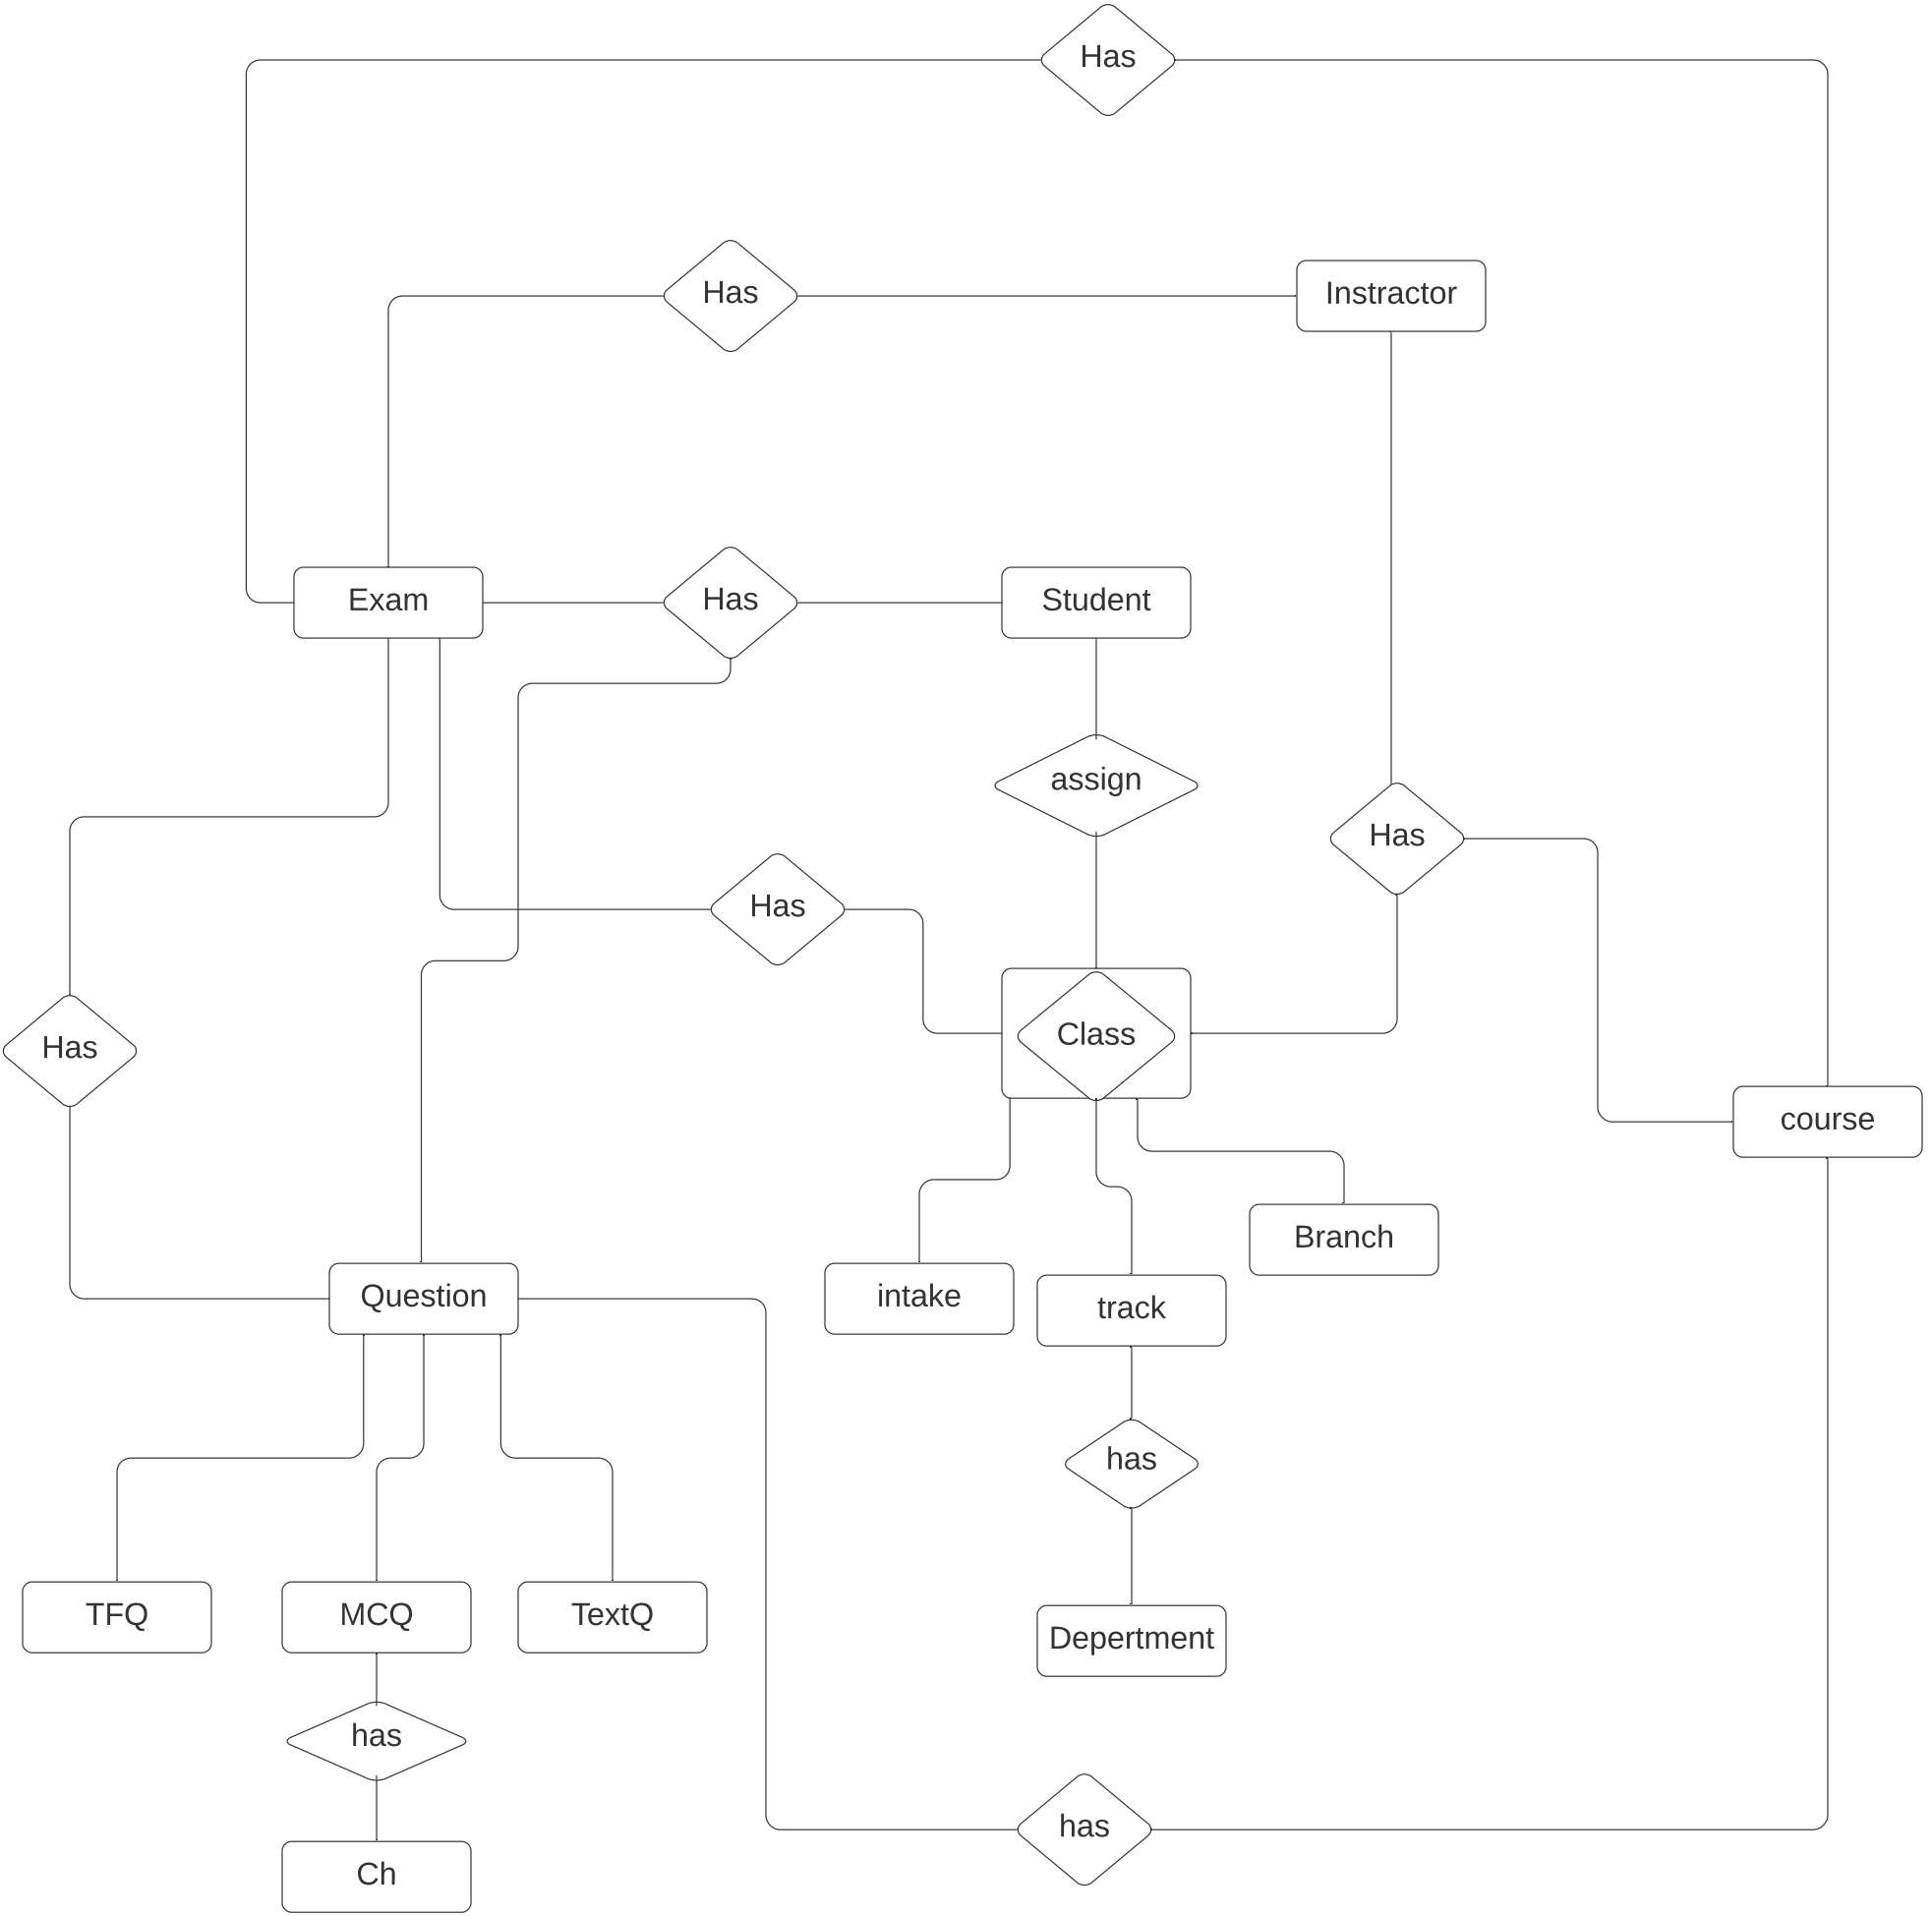 Has
Has
Instractor
Exam
Has
Student
assign
Has
Has
Class
Has
course
Branch
Question
intake
track
has
TFQ
MCQ
TextQ
Depertment
has
has
Ch